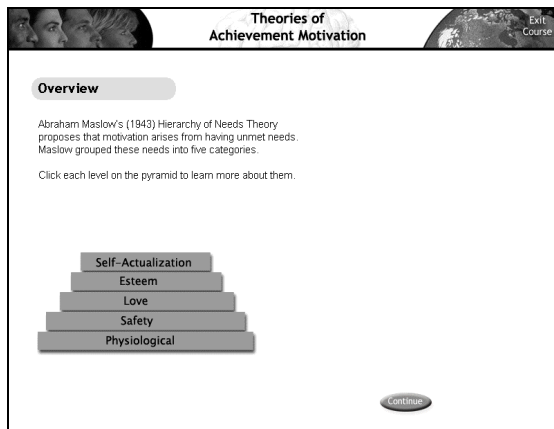 Theories of
Achievement Motivation
Exit
Course
Overview
Abraham Maslow's (1943) Hierarchy of Needs Theory
proposes that motivation arises from having unmet needs.
Maslow grouped these needs into five categories.
Click each level on the pyramid to learn more about them.
Self-Actualization
Esteem
Love
Safety
Physiological
Continue